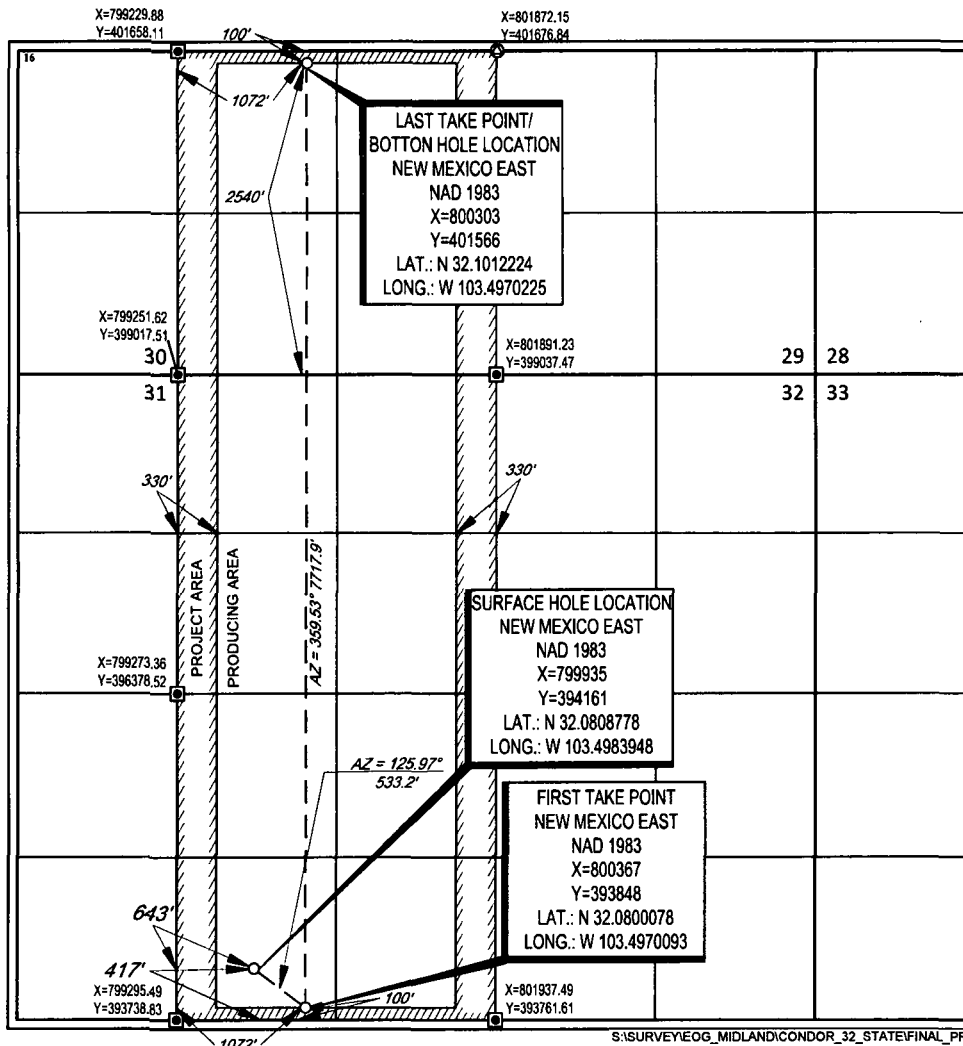 X=799229.88
Y=401658.11
X=801872.15
Y=401676.84
100'
16
1072'
LAST TAKE POINT/
BOTTON HOLE LOCATION
NEW MEXICO EAST
NAD 1983
X=800303
Y=401566
LAT.: N 32.1012224
LONG.: W 103.4970225
2540'
X=799251.62
Y=399017.51
X=801891.23
Y=399037.47
30
29 28
31
32 33
330'
330'
PROJECT AREA
PRODUCING AREA
AZ = 359.53° 7717.9'
SURFACE HOLE LOCATION
NEW MEXICO EAST
NAD 1983
X=799935
Y=394161
LAT.: N 32.0808778
LONG.: W 103.4983948
X=799273.36
Y=396378.52
AZ = 125.97°
533.2'
FIRST TAKE POINT
NEW MEXICO EAST
NAD 1983
X=800367
Y=393848
LAT.: N 32.0800078
LONG.: W 103.4970093
643'
417'
X=799295.49
Y=393738.83
100'
X=801937.49
Y=393761.61
1072'
S:\SURVEY\EOG_MIDLAND\CONDOR_32_STATE\FINAL_PR